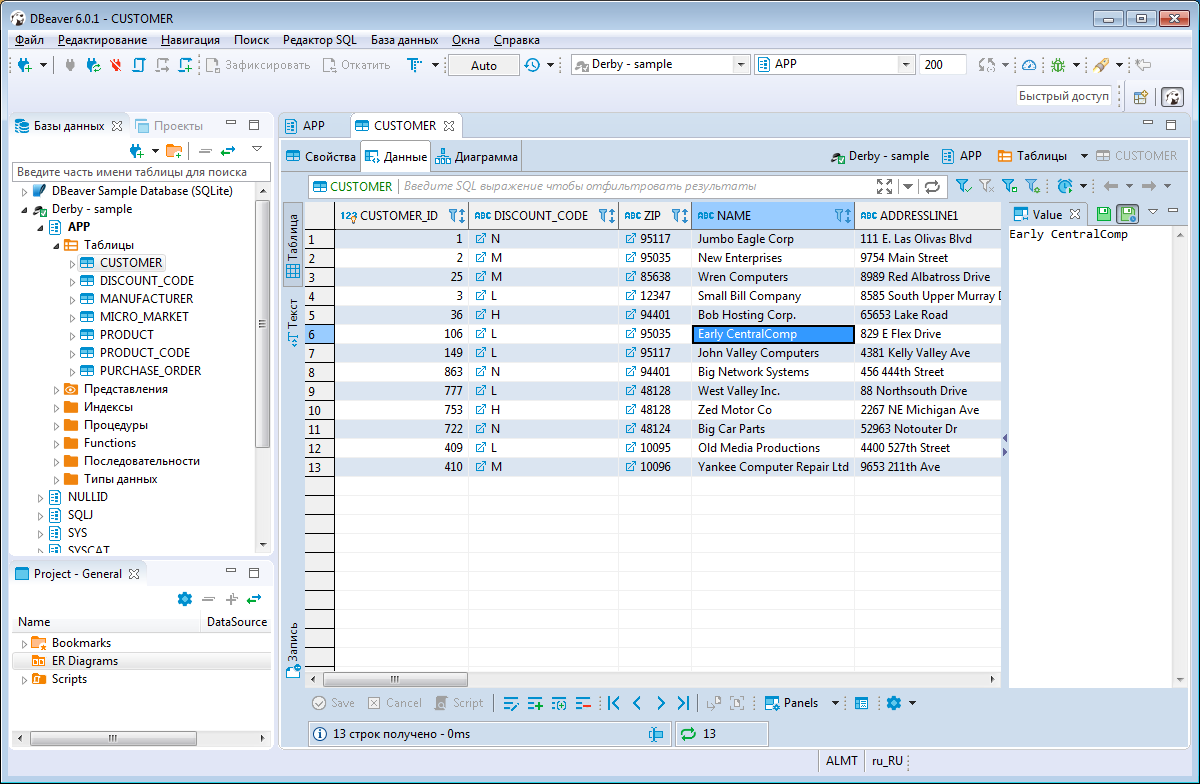 DBeaver 6.0.1 - CUSTOMER
Файл Редактирование Навигация Поиск Редактор SQL База данных Окна Справка
Зафиксировать Откатить Auto Derby - sample APP 200
Быстрый доступ
Базы данных Проекты
Введите часть имени таблицы для поиска
DBeaver Sample Database (SQLite)
Derby - sample
APP
Таблицы
CUSTOMER
DISCOUNT_CODE
MANUFACTURER
MICRO_MARKET
PRODUCT
PRODUCT_CODE
PURCHASE_ORDER
Представления
Индексы
Процедуры
Functions
Последовательности
Типы данных
NULLID
SQLJ
SYS
SYSCAT
Project - General
Name DataSource
Bookmarks
ER Diagrams
Scripts
APP CUSTOMER
Свойства Данные Диаграмма Derby - sample APP Таблицы CUSTOMER
CUSTOMER Введите SQL выражение чтобы отфильтровать результаты
Таблица
Текст
Запись
123 CUSTOMER_ID ABC DISCOUNT_CODE ABC ZIP ABC NAME ABC ADDRESSLINE1
1 1 N 95117 Jumbo Eagle Corp 111 E. Las Olivas Blvd
2 2 M 95035 New Enterprises 9754 Main Street
3 25 M 85638 Wren Computers 8989 Red Albatross Drive
4 3 L 12347 Small Bill Company 8585 South Upper Murray D
5 36 H 94401 Bob Hosting Corp. 65653 Lake Road
6 106 L 95035 Early CentralComp 829 E Flex Drive
7 149 L 95117 John Valley Computers 4381 Kelly Valley Ave
8 863 N 94401 Big Network Systems 456 444th Street
9 777 L 48128 West Valley Inc. 88 Northsouth Drive
10 753 H 48128 Zed Motor Co 2267 NE Michigan Ave
11 722 N 48124 Big Car Parts 52963 Notouter Dr
12 409 L 10095 Old Media Productions 4400 527th Street
13 410 M 10096 Yankee Computer Repair Ltd 9653 211th Ave
Value
Early CentralComp
Save Cancel Script Panels
13 строк получено - 0ms 13
ALMT ru_RU